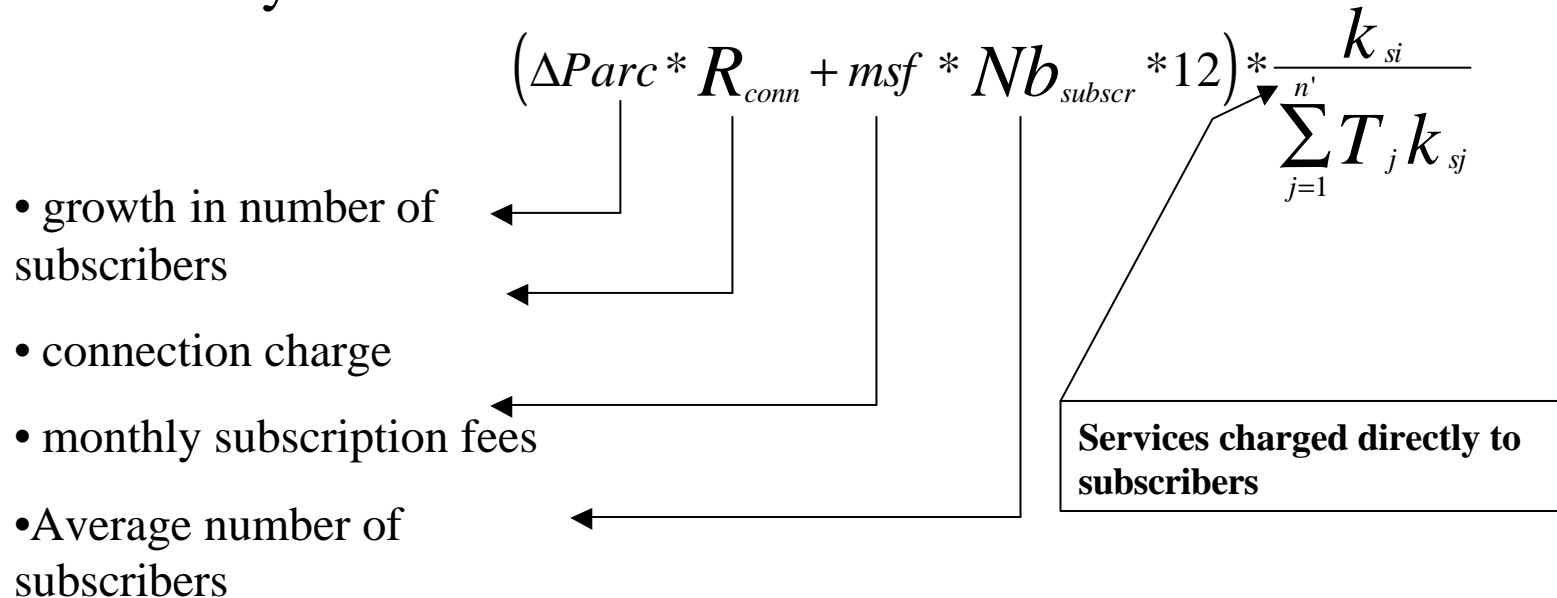 y
(ΔParc * R_conn + msf * Nb_subscr * 12) * k_si / ∑_{j=1}^{n'} T_j k_sj
• growth in number of
subscribers
• connection charge
• monthly subscription fees
•Average number of
subscribers
Services charged directly to
subscribers